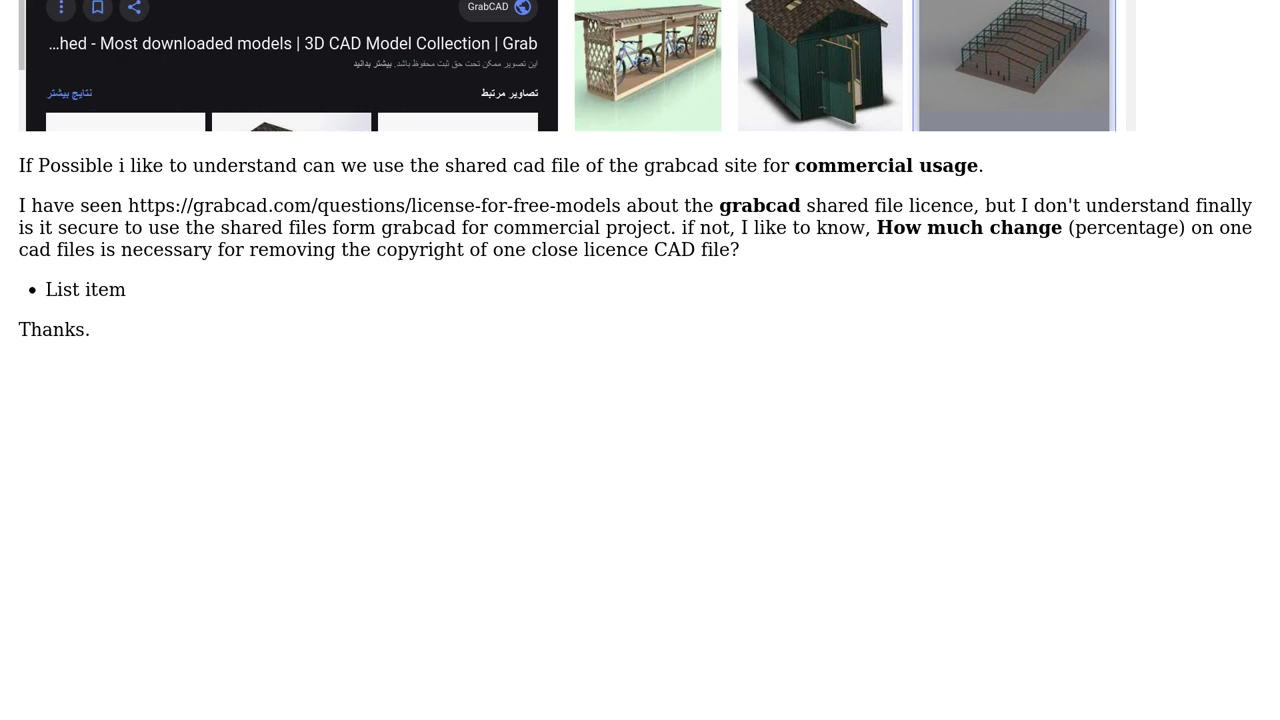 GrabCAD
...hed - Most downloaded models | 3D CAD Model Collection | Grab
این تصویر ممکن تحت حق ثبت محفوظ باشد. بیشتر بدانید
تصاویر مرتبط
نتایج بیشتر
If Possible i like to understand can we use the shared cad file of the grabcad site for commercial usage.
I have seen https://grabcad.com/questions/license-for-free-models about the grabcad shared file licence, but I don't understand finally
is it secure to use the shared files form grabcad for commercial project. if not, I like to know, How much change (percentage) on one
cad files is necessary for removing the copyright of one close licence CAD file?
• List item
Thanks.